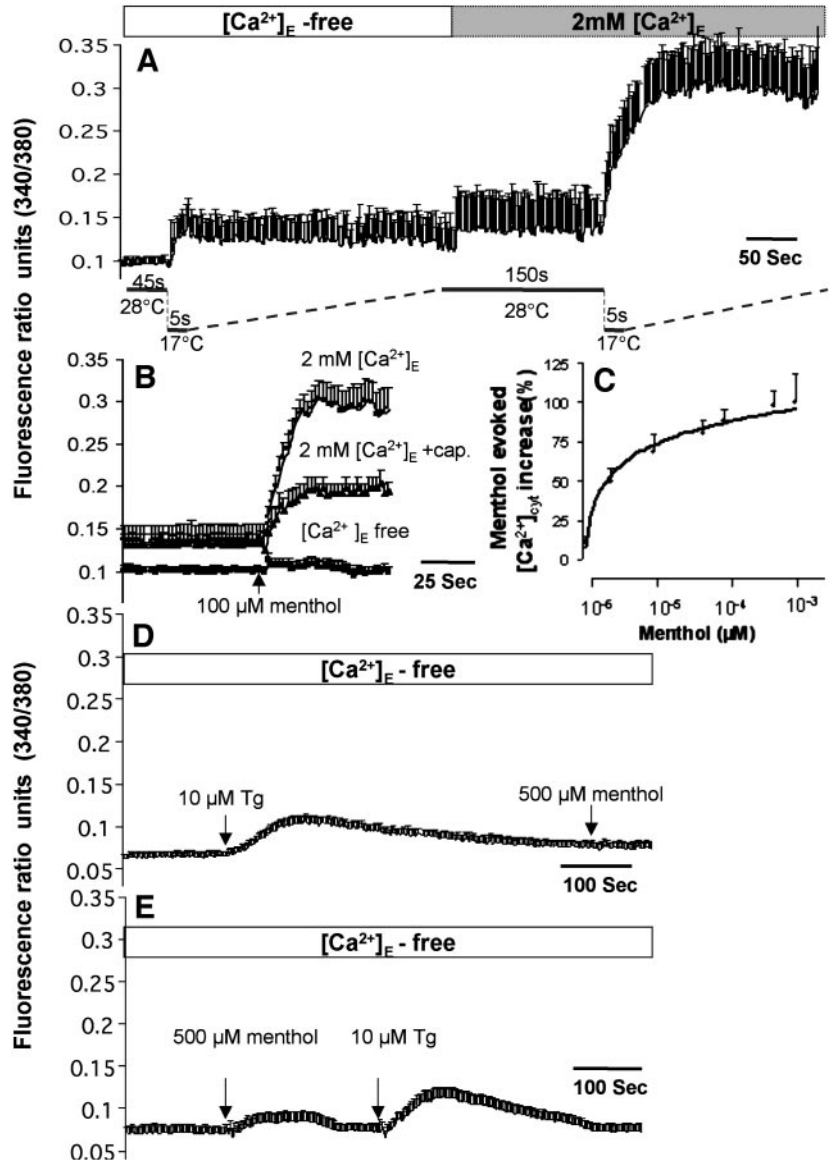 [Ca²⁺]E -free
2mM [Ca²⁺]E
A
Fluorescence ratio units (340/380)
0.35
0.3
0.25
0.2
0.15
0.1
50 Sec
45s
28°C
5s
17°C
150s
28°C
5s
17°C
B
0.35
0.3
0.25
0.2
0.15
0.1
2 mM [Ca²⁺]E
2 mM [Ca²⁺]E +cap.
[Ca²⁺]E free
25 Sec
100 µM menthol
C
Menthol evoked
[Ca²⁺]cyt increase(%)
125
100
75
50
25
0
10⁻⁶
10⁻⁵
10⁻⁴
10⁻³
Menthol (µM)
D
Fluorescence ratio units (340/380)
0.35
0.3
0.25
0.2
0.15
0.1
0.05
[Ca²⁺]E - free
10 µM Tg
500 µM menthol
100 Sec
E
0.35
0.3
0.25
0.2
0.15
0.1
0.05
[Ca²⁺]E - free
500 µM menthol
10 µM Tg
100 Sec